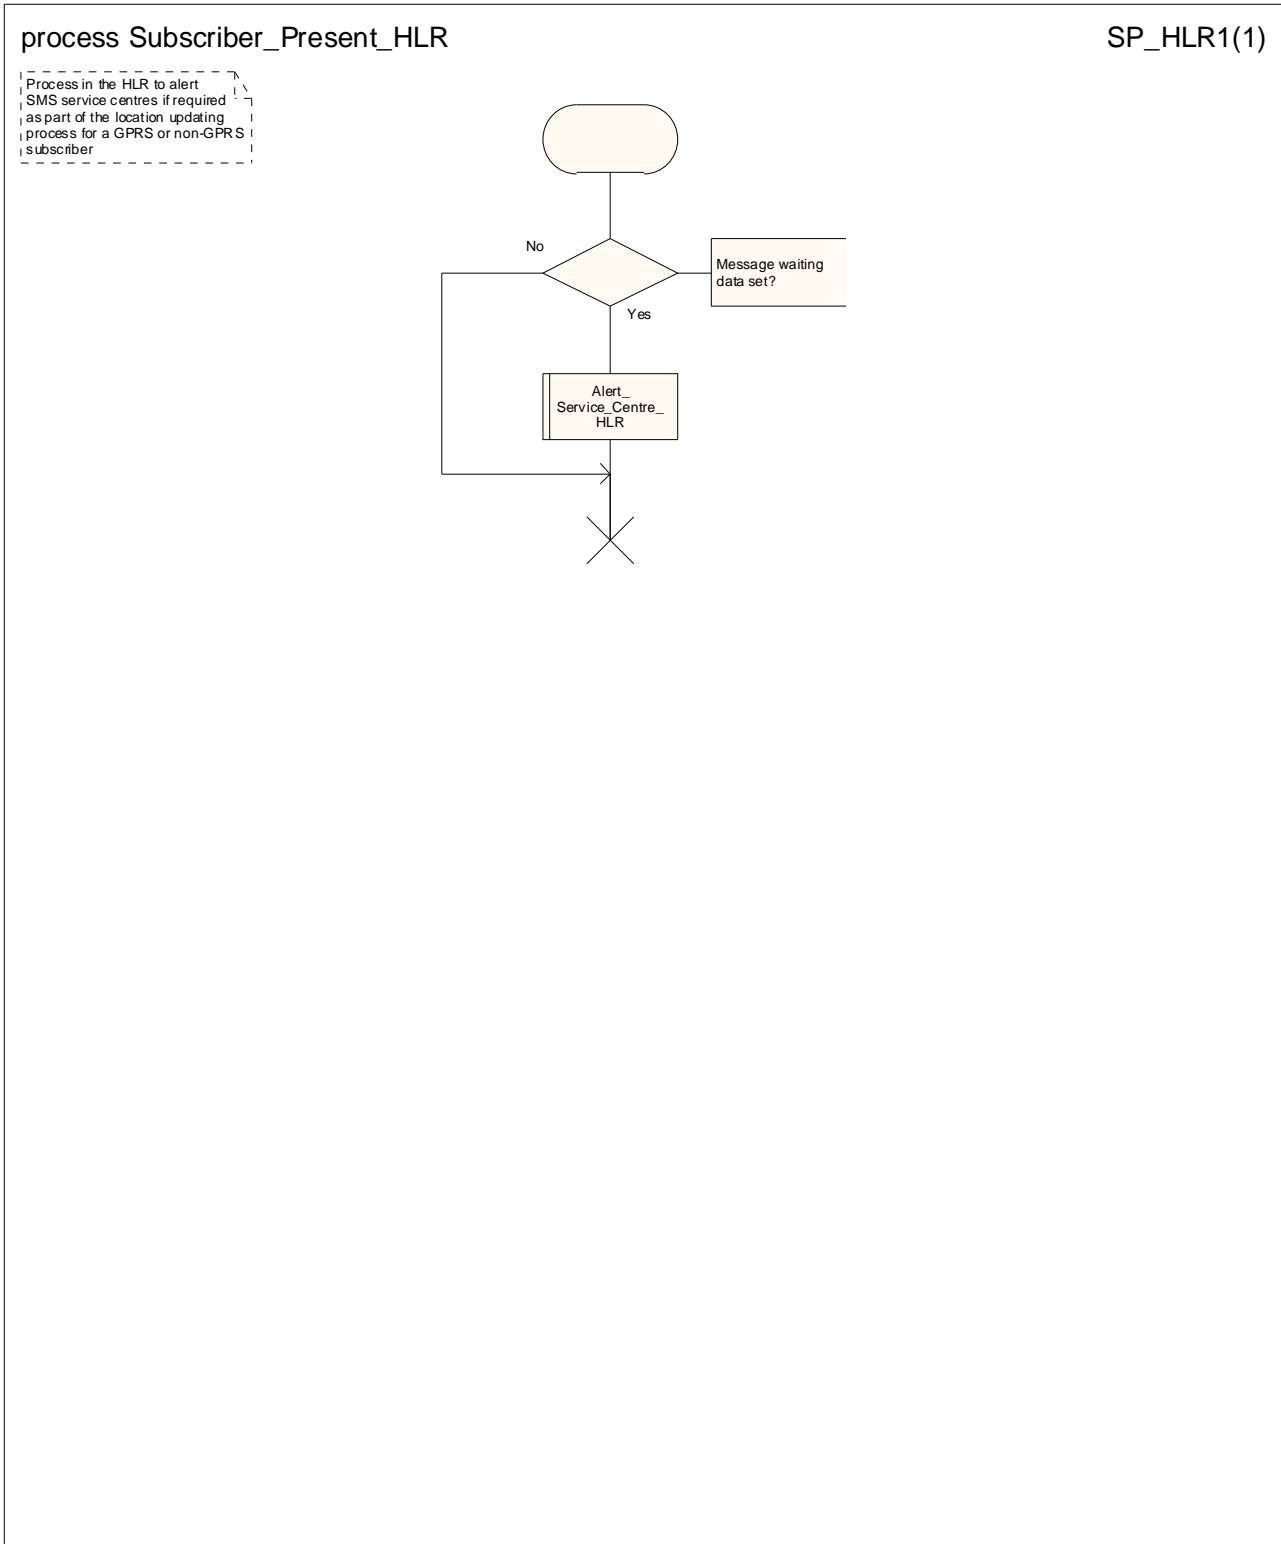 process Subscriber_Present_HLR
SP_HLR1(1)
Process in the HLR to alert
SMS service centres if required
as part of the location updating
process for a GPRS or non-GPRS
subscriber
No
Message waiting
data set?
Yes
Alert_
Service_Centre_
HLR